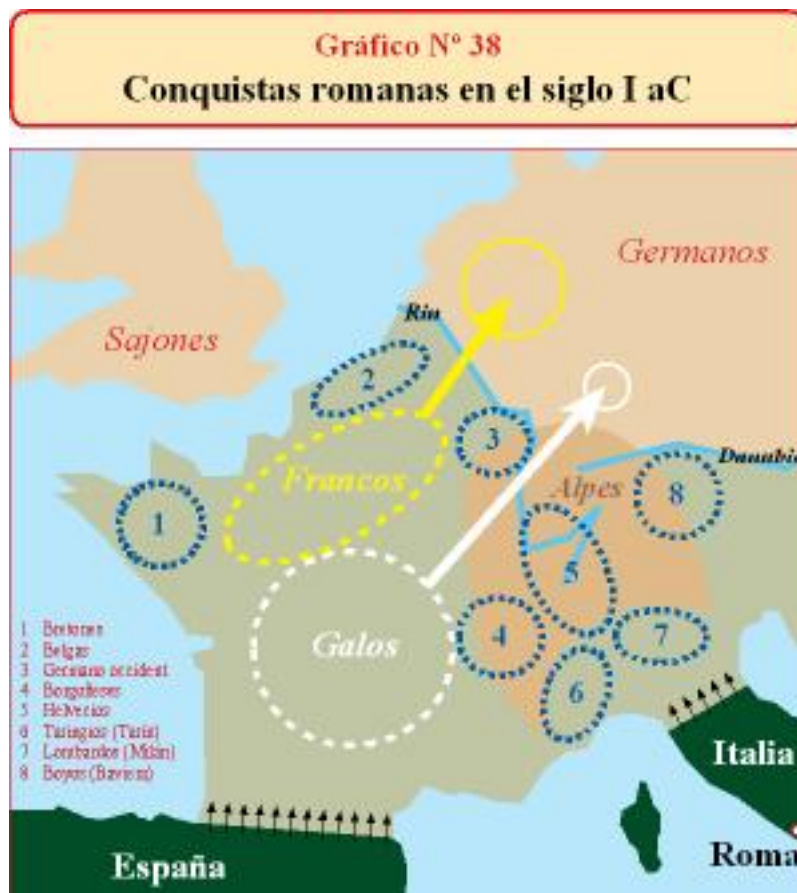 Gráfico Nº 38
Conquistas romanas en el siglo I aC
Germanos
Rin
Sajones
2
3
Francos
Danubio
Alpes
8
1
5
Galos
4
7
6
1 Bretones
2 Belgas
3 Germano occident
4 Borgoñeses
5 Helvecios
6 Turingios (Turín)
7 Lombardos (Milán)
8 Boyos (Baviera)
Italia
Roma
España